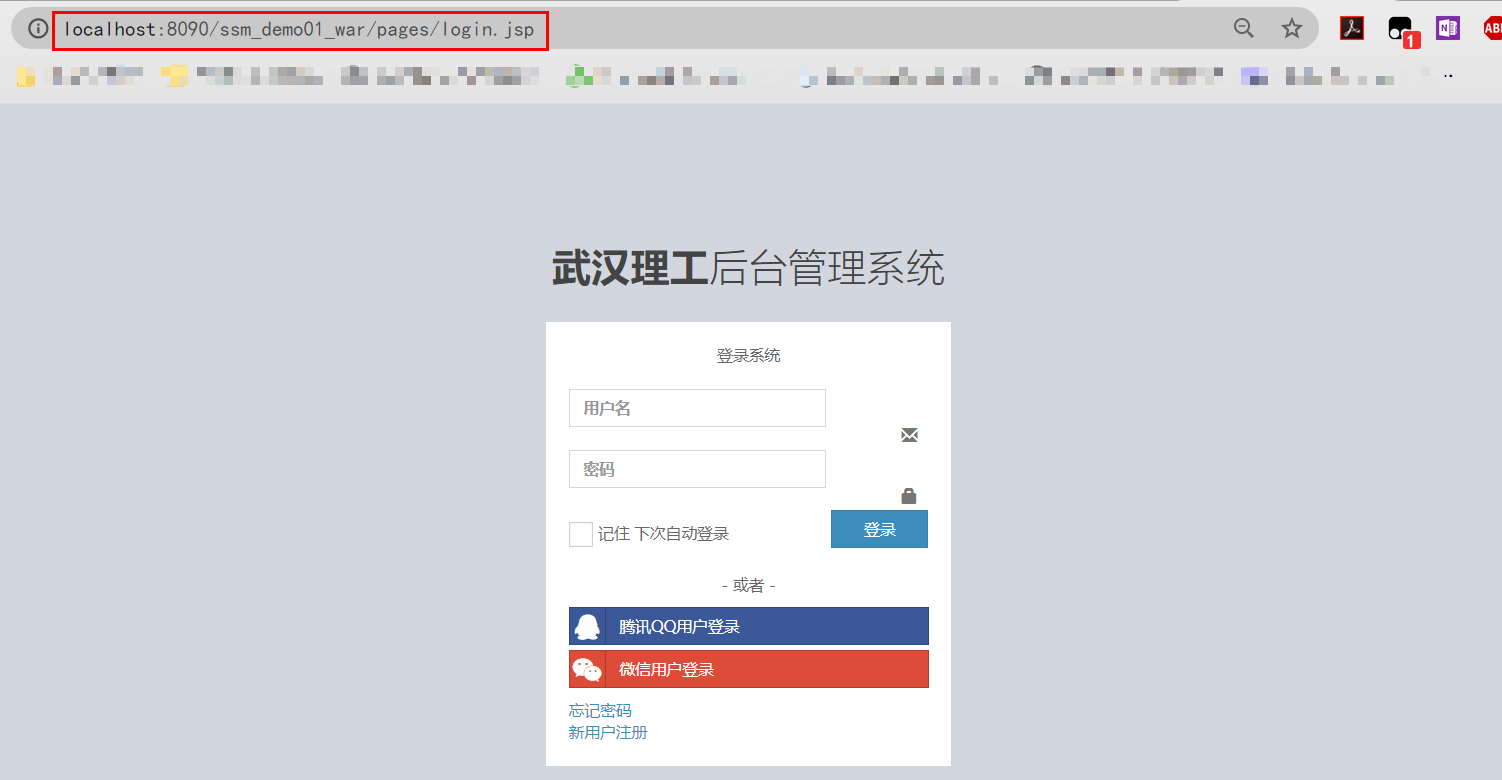 localhost:8090/ssm_demo01_war/pages/login.jsp
1
N
AB
..
武汉理工后台管理系统
登录系统
用户名
密码
记住 下次自动登录
登录
- 或者 -
腾讯QQ用户登录
微信用户登录
忘记密码
新用户注册